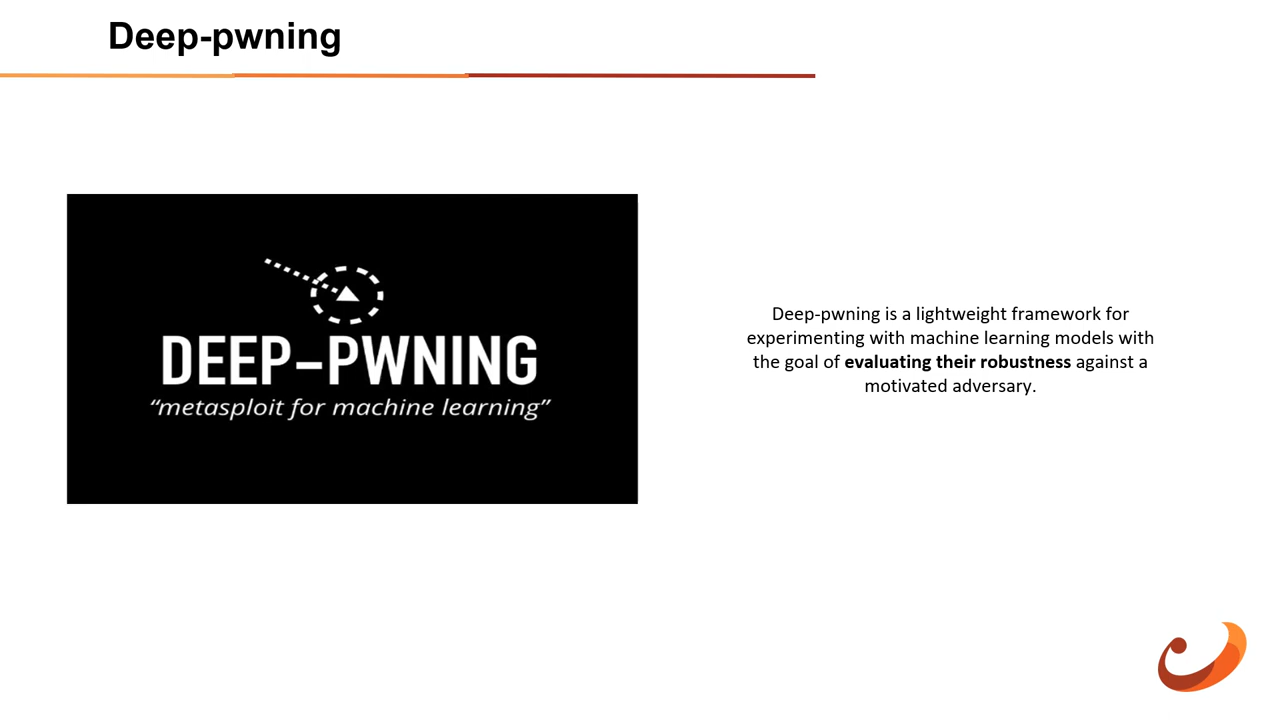 Deep-pwning
DEEP-PWNING
“metasploit for machine learning”
Deep-pwning is a lightweight framework for
experimenting with machine learning models with
the goal of evaluating their robustness against a
motivated adversary.